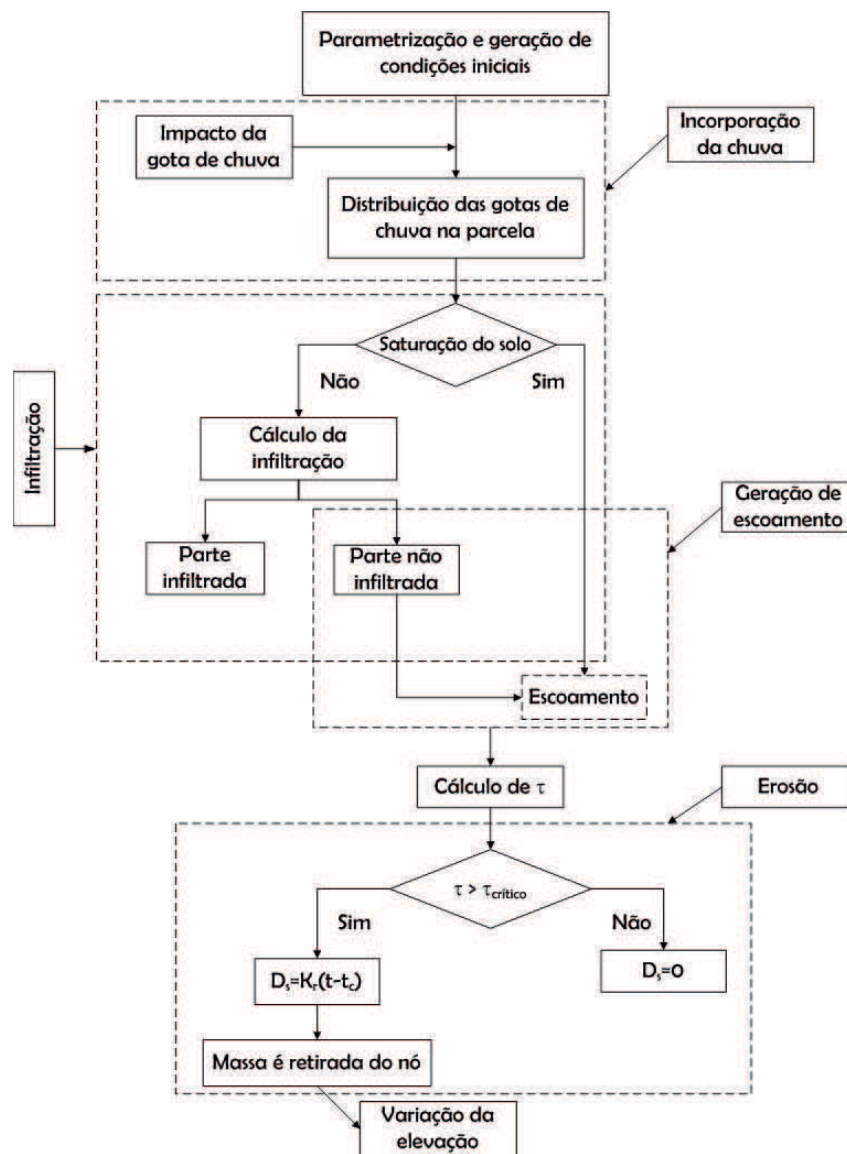 Parametrização e geração de
condições iniciais
Impacto da
gota de chuva
Incorporação
da chuva
Distribuição das gotas de
chuva na parcela
Saturação do solo
Não
Sim
Infiltração
Cálculo da
infiltração
Geração de
escoamento
Parte
infiltrada
Parte não
infiltrada
Escoamento
Cálculo de τ
Erosão
τ > τcrítico
Sim
Não
Ds=Kr(t-tc)
Ds=0
Massa é retirada do nó
Variação da
elevação